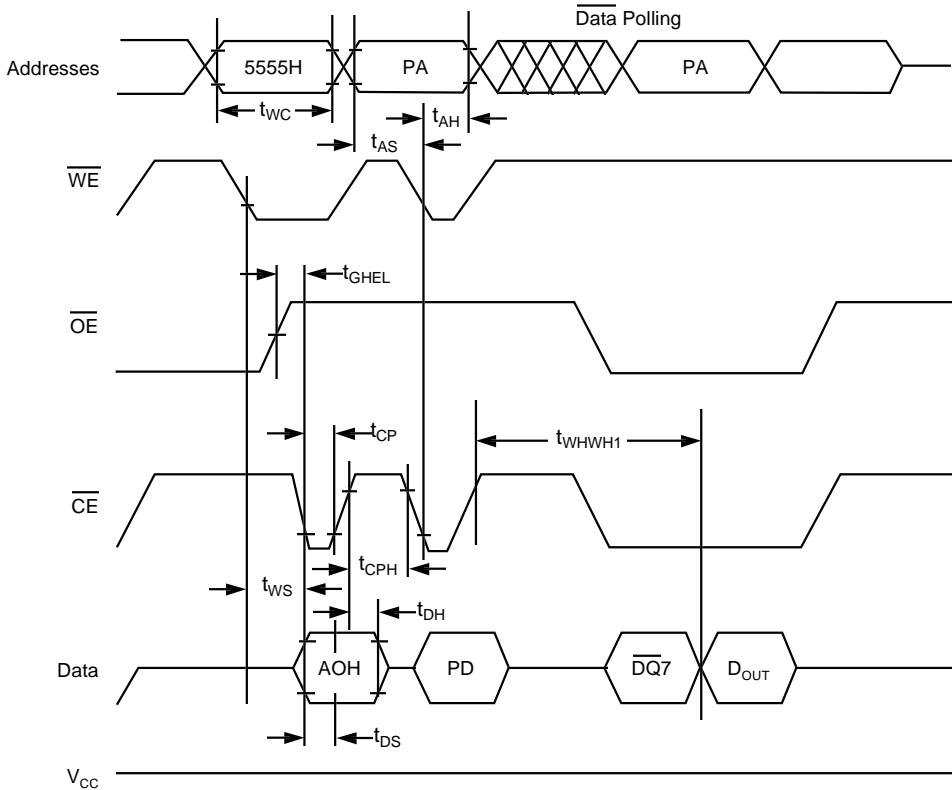 Data Polling
Addresses
5555H
PA
PA
tWC
tAH
tAS
WE
tGHEL
OE
tCP
tWHWH1
CE
tCPH
tWS
tDH
Data
AOH
PD
DQ7
DOUT
tDS
VCC